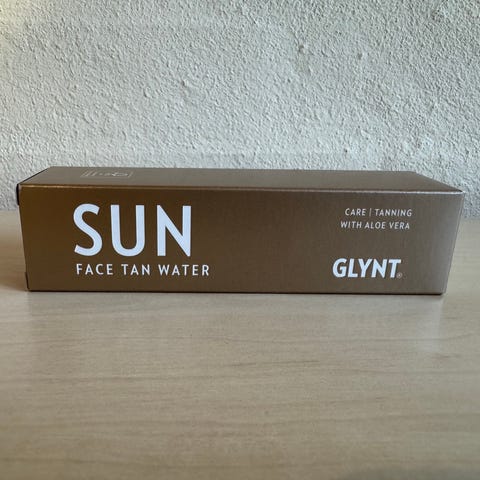 SUN
FACE TAN WATER
CARE | TANNING
WITH ALOE VERA
GLYNT®